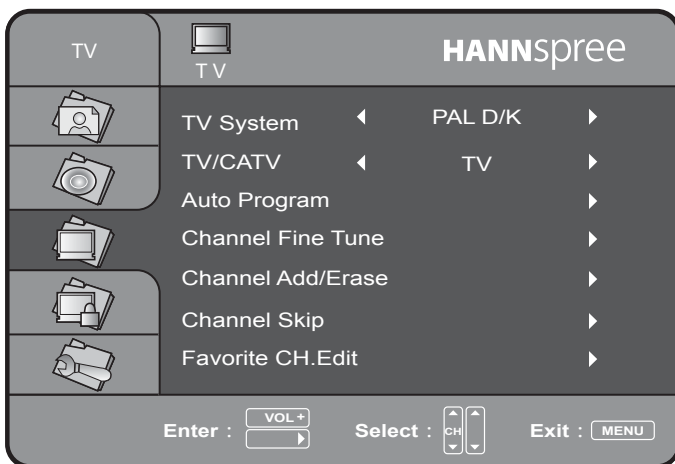 TV
TV
HANNspree
TV System PAL D/K
TV/CATV TV
Auto Program
Channel Fine Tune
Channel Add/Erase
Channel Skip
Favorite CH.Edit
Enter : VOL+ Select : CH Exit : MENU